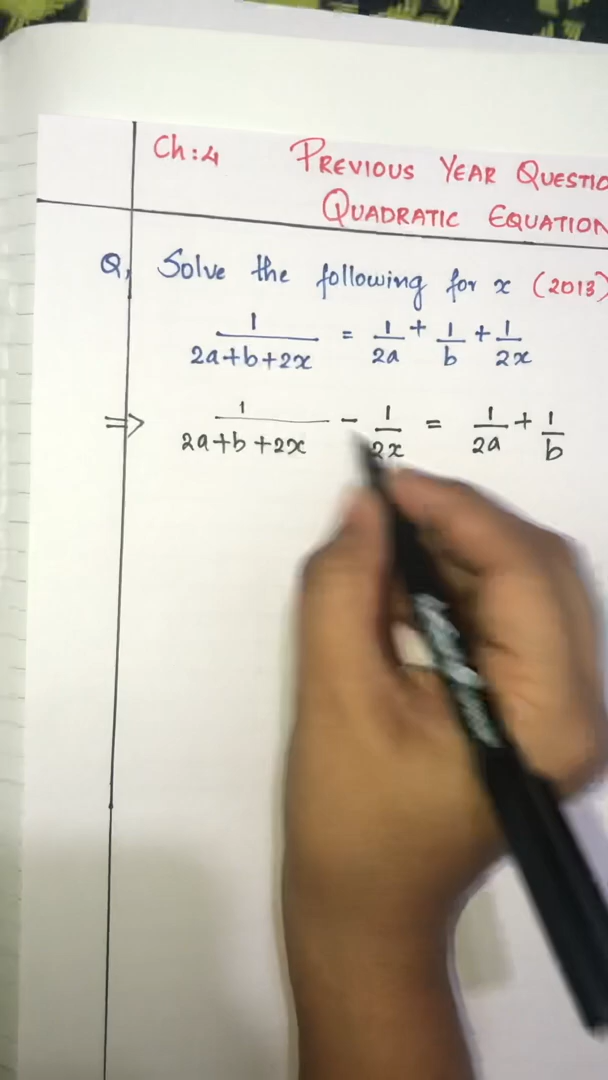 Ch:4 PREVIOUS YEAR QUESTIO
QUADRATIC EQUATION
Q, Solve the following for x (2013)
1/(2a+b+2x) = 1/2a + 1/b + 1/2x
⇒ 1/(2a+b+2x) - 1/2x = 1/2a + 1/b